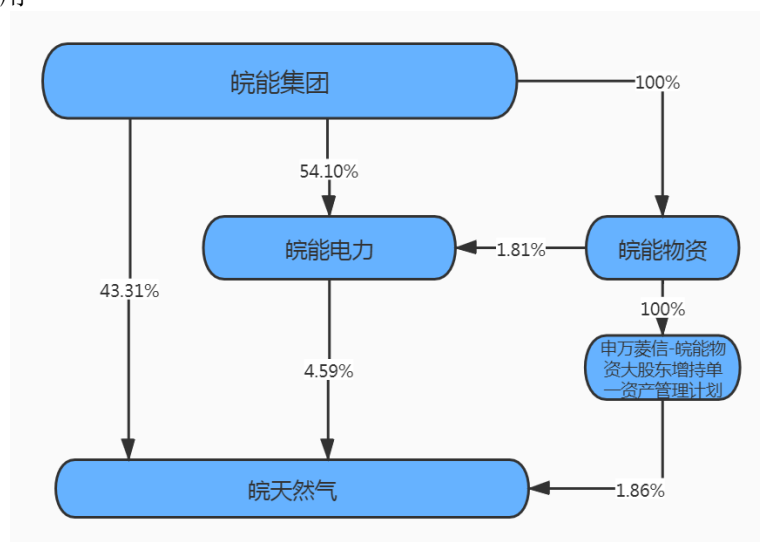 皖能集团
100%
54.10%
皖能电力
1.81%
皖能物资
43.31%
100%
申万菱信-皖能物
资大股东增持单
一资产管理计划
4.59%
皖天然气
1.86%